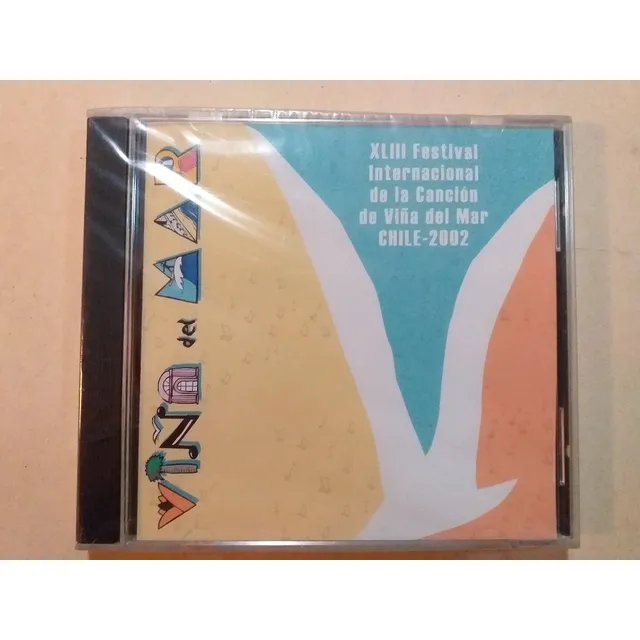 XLIII Festival
Internacional
de la Canción
de Viña del Mar
CHILE-2002
VIÑA del MAR